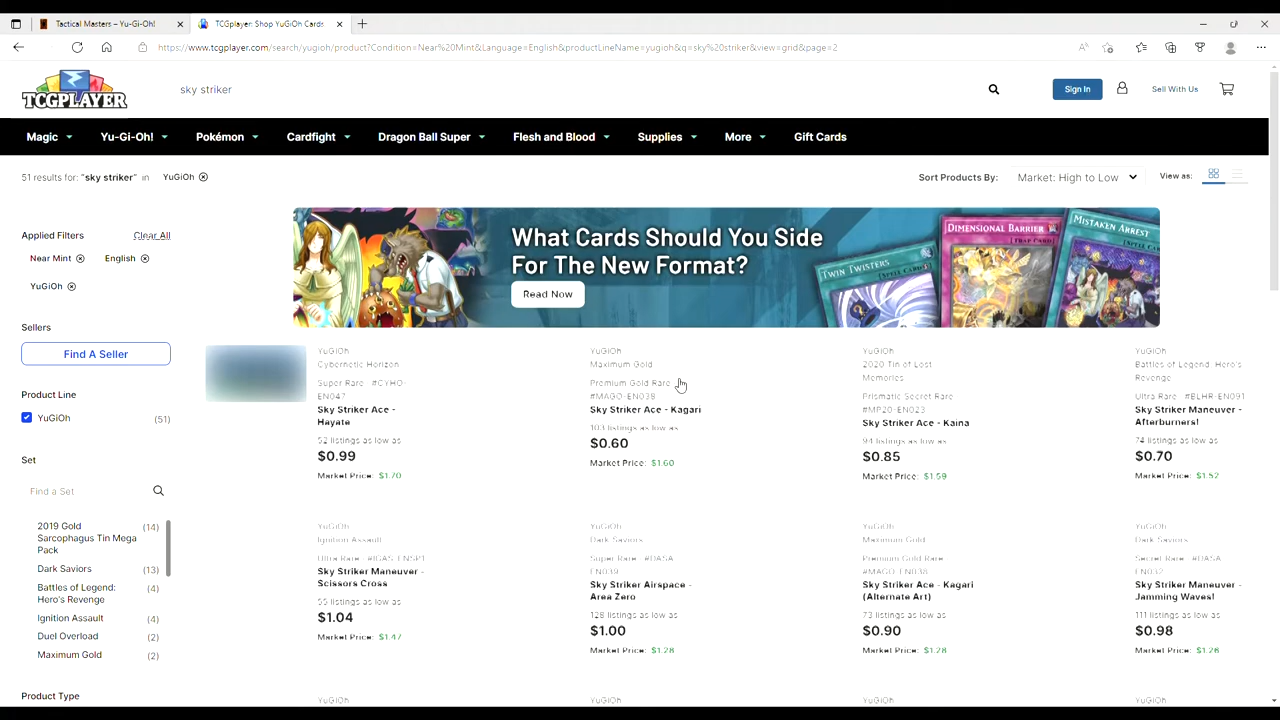 Tactical Masters – Yu-Gi-Oh!
TCGplayer: Shop YuGiOh Cards
https://www.tcgplayer.com/search/yugioh/product?Condition=Near%20Mint&Language=English&productLineName=yugioh&q=sky%20striker&view=grid&page=2
TCGPLAYER
sky striker
Sign In
Sell With Us
Magic
Yu-Gi-Oh!
Pokémon
Cardfight
Dragon Ball Super
Flesh and Blood
Supplies
More
Gift Cards
51 results for: "sky striker" in YuGiOh
Sort Products By: Market: High to Low
View as:
What Cards Should You Side
For The New Format?
Read Now
TWIN TWISTERS
DIMENSIONAL BARRIER
[TRAP CARD]
MISTAKEN ARREST
Applied Filters
Clear All
Near Mint
English
YuGiOh
Sellers
Find A Seller
Product Line
YuGiOh (51)
Set
Find a Set
2019 Gold (14)
Sarcophagus Tin Mega
Pack
Dark Saviors (13)
Battles of Legend: (4)
Hero's Revenge
Ignition Assault (4)
Duel Overload (2)
Maximum Gold (2)
Product Type
YuGiOh
Cybernetic Horizon
Super Rare · #CYHO-
EN047
Sky Striker Ace -
Hayate
52 listings as low as
$0.99
Market Price: $1.70
YuGiOh
Maximum Gold
Premium Gold Rare
#MAGO-EN039
Sky Striker Ace - Kagari
103 listings as low as
$0.60
Market Price: $1.60
YuGiOh
2020 Tin of Lost
Memories
Prismatic Secret Rare
#MP20-EN023
Sky Striker Ace - Kaina
94 listings as low as
$0.85
Market Price: $1.59
YuGiOh
Battles of Legend: Hero's
Revenge
Ultra Rare · #BLHR-EN091
Sky Striker Maneuver -
Afterburners!
74 listings as low as
$0.70
Market Price: $1.52
YuGiOh
Ignition Assault
Ultra Rare · #IGAS-ENSP1
Sky Striker Maneuver -
Scissors Cross
55 listings as low as
$1.04
Market Price: $1.47
YuGiOh
Dark Saviors
Super Rare · #DASA-
EN039
Sky Striker Airspace -
Area Zero
128 listings as low as
$1.00
Market Price: $1.28
YuGiOh
Maximum Gold
Premium Gold Rare
#MAGO-EN038
Sky Striker Ace - Kagari
(Alternate Art)
73 listings as low as
$0.90
Market Price: $1.28
YuGiOh
Dark Saviors
Secret Rare · #DASA-
EN032
Sky Striker Maneuver -
Jamming Waves!
111 listings as low as
$0.98
Market Price: $1.26
YuGiOh
YuGiOh
YuGiOh
YuGiOh